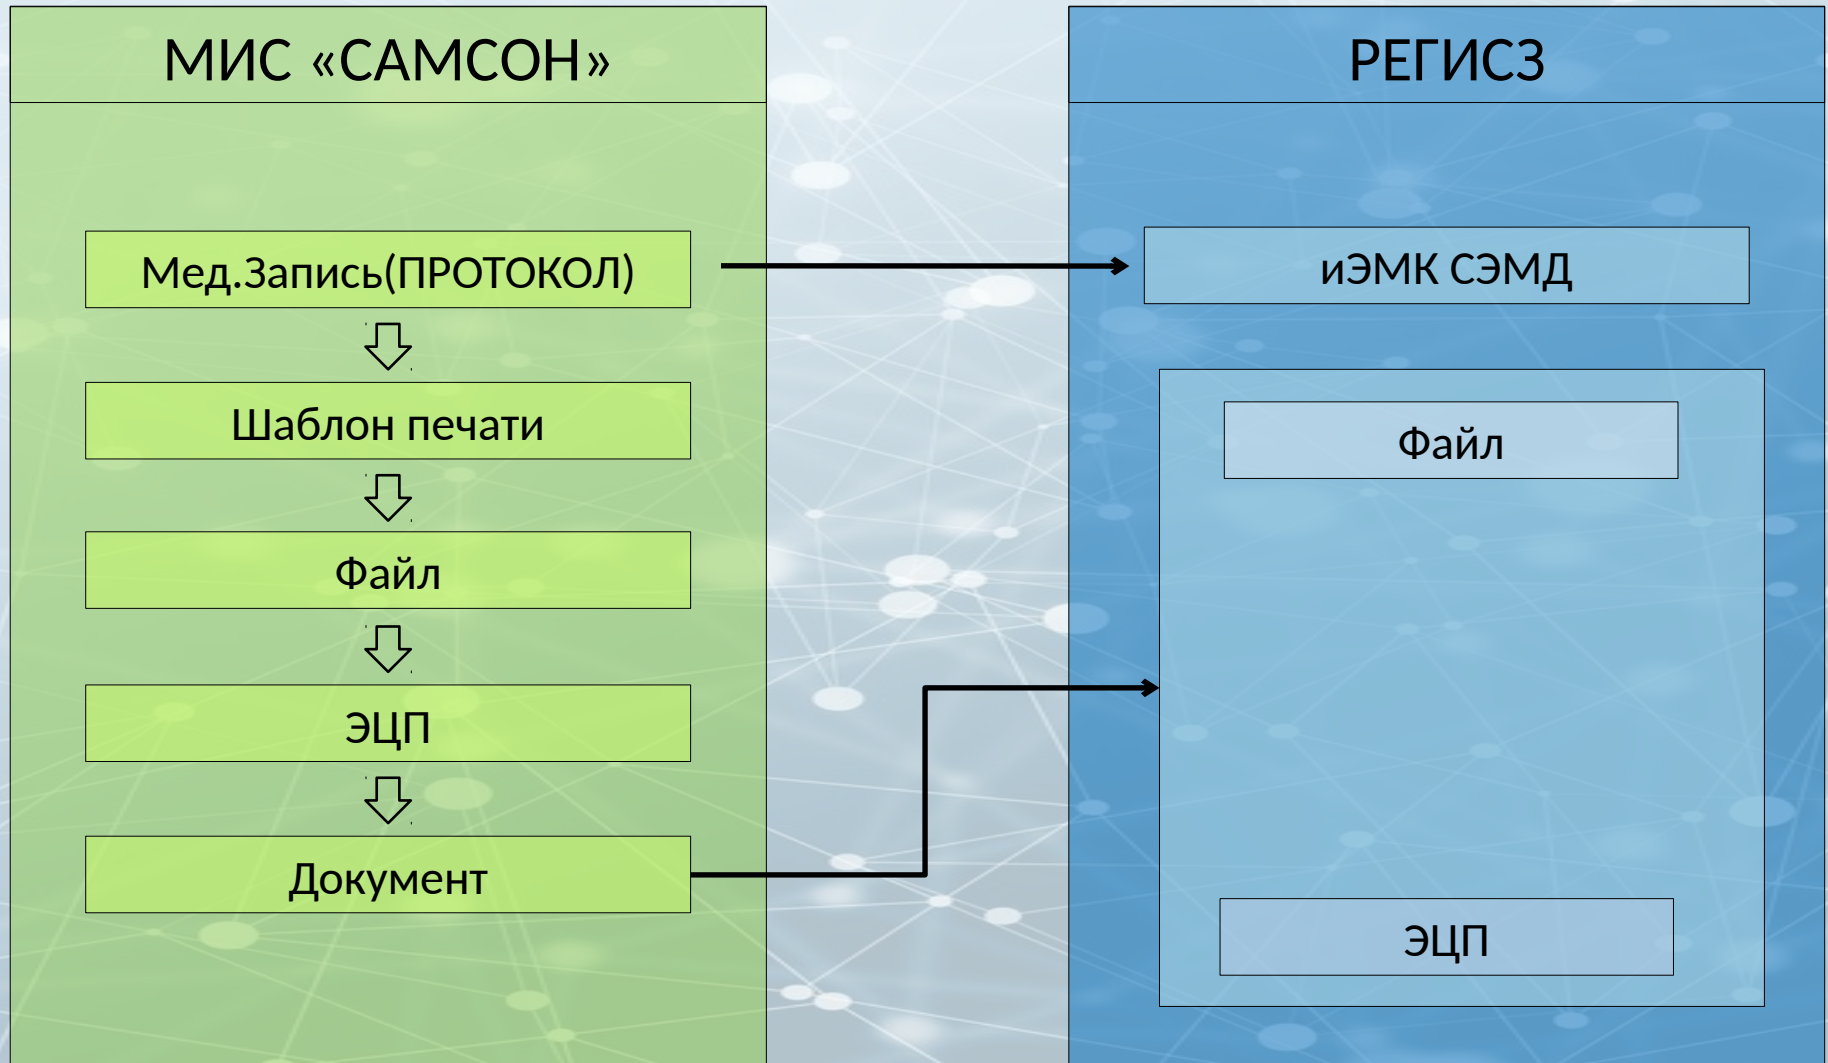 МИС «САМСОН»
Мед.Запись(ПРОТОКОЛ)
Шаблон печати
Файл
ЭЦП
Документ
РЕГИСЗ
иЭМК СЭМД
Файл
ЭЦП